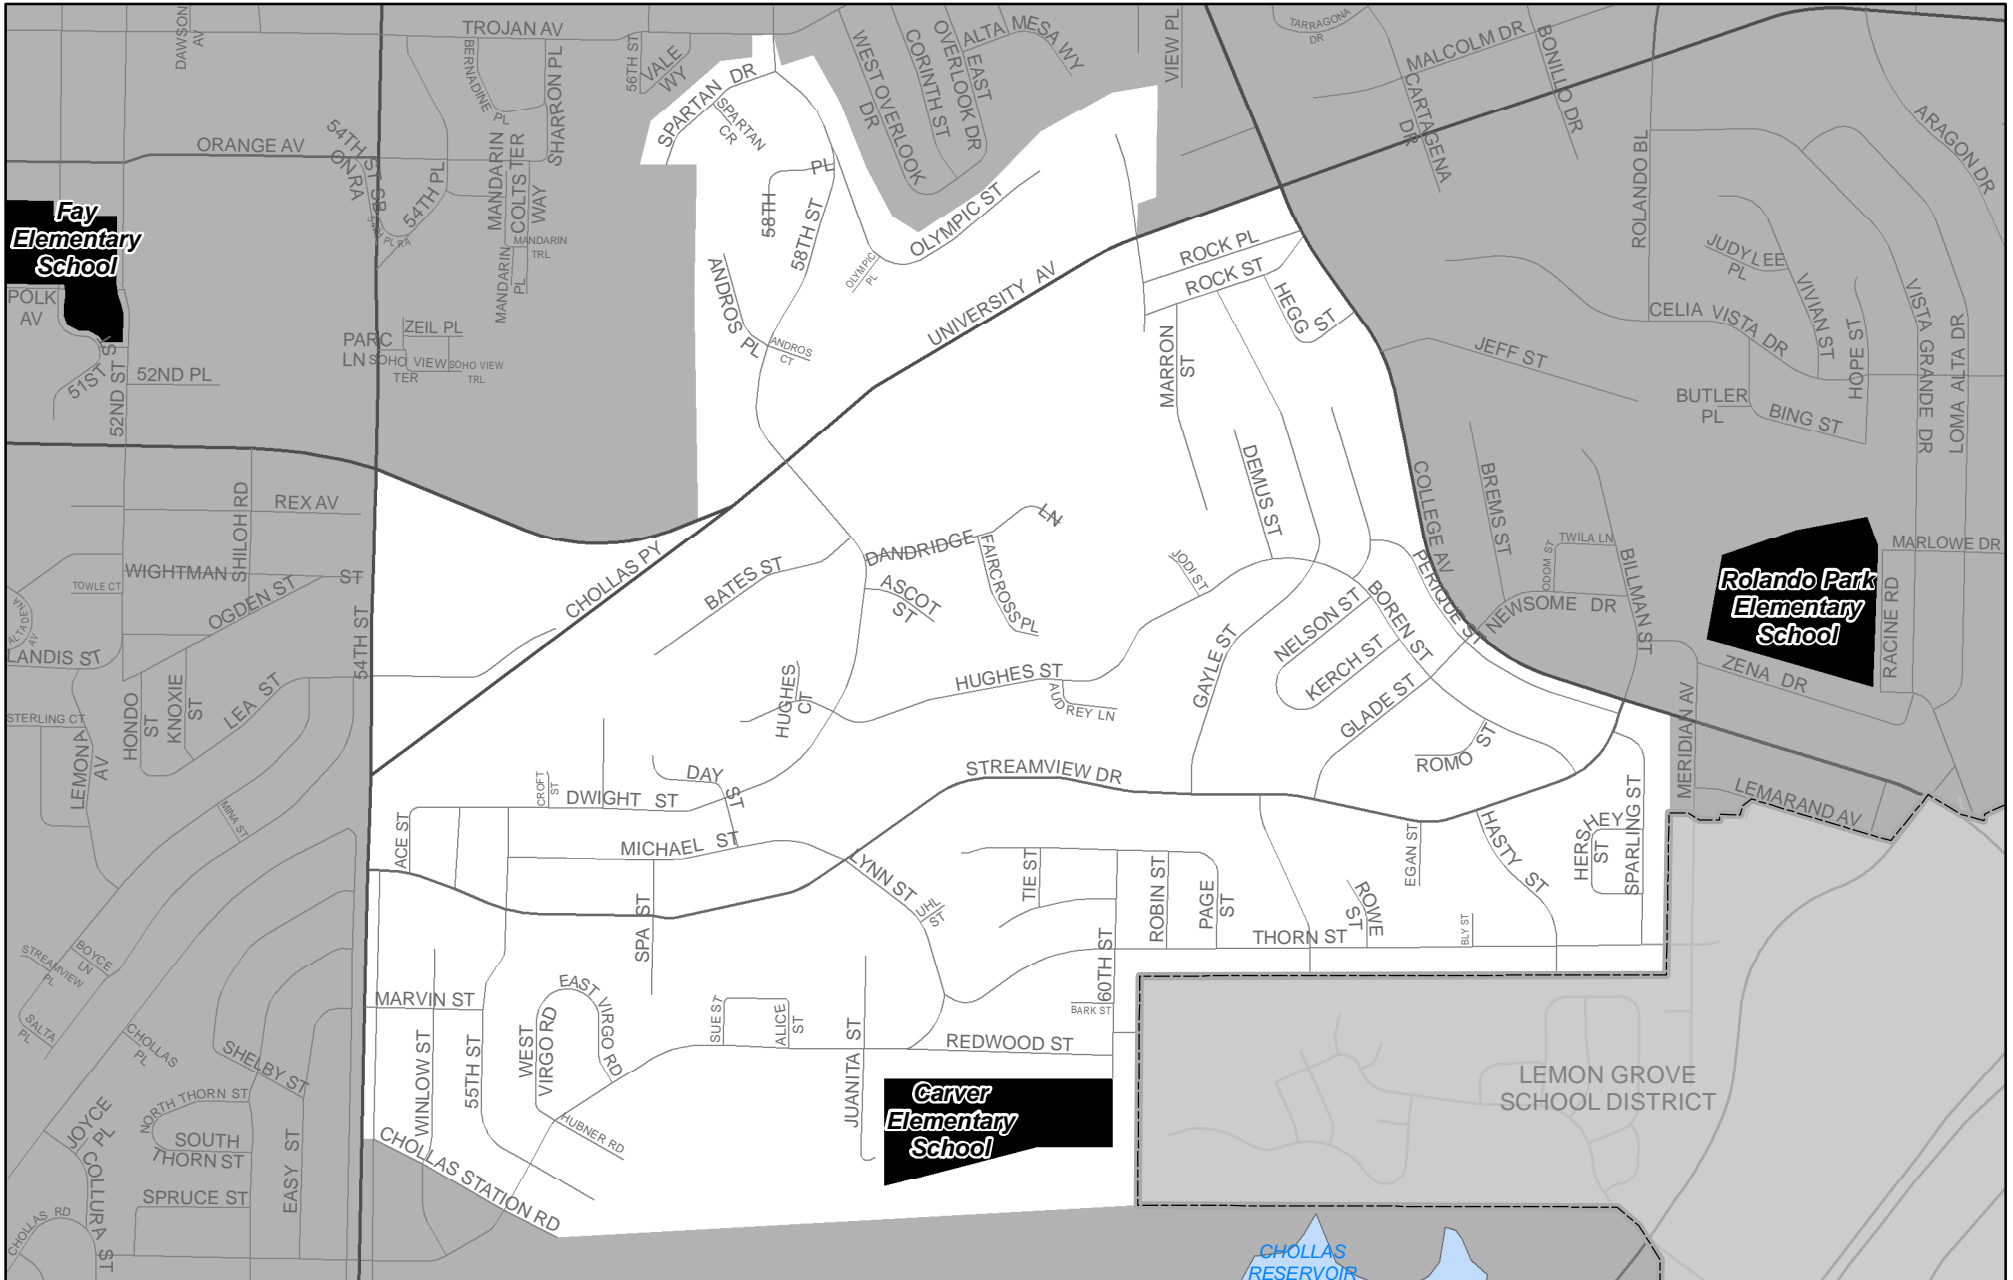 TROJAN AV
DAWSON
AV
BERNADINE
PL
SHARRON PL
56TH ST
VALE
WY
SPARTAN DR
SPARTAN
CR
WEST OVERLOOK
DR
CORINTH ST
EAST
OVERLOOK DR
ALTA MESA WY
VIEW PL
TARRAGONA
DR
MALCOLM DR
BONILLO DR
CARTAGENA
DR
ARAGON DR
ROLANDO BL
ORANGE AV
54TH ST CB
ON RA
54TH PL
54TH PL RA
MANDARIN
COLTS TER
WAY
MANDARIN
TRL
MANDARIN
PL
Fay
Elementary
School
POLK
AV
51ST ST
52ND ST
52ND PL
PARC
LN
ZEIL PL
SOHO VIEW
TER
SOHO VIEW
TRL
58TH
PL
58TH ST
ANDROS
PL
ANDROS
CT
OLYMPIC
PL
OLYMPIC ST
UNIVERSITY AV
ROCK PL
ROCK ST
HEGG
ST
MARRON
ST
JUDY LEE
PL
VIVIAN ST
HOPE ST
CELIA VISTA DR
VISTA GRANDE DR
LOMA ALTA DR
JEFF ST
BUTLER
PL
BING ST
REX AV
SHILOH RD
WIGHTMAN
ST
OGDEN ST
TOWLE CT
ALTADENA
AV
LANDIS ST
54TH ST
CHOLLAS PY
BATES ST
DANDRIDGE
LN
FAIRCROSS
PL
ASCOT
ST
DEMUS ST
JODI ST
COLLEGE AV
BREMS ST
PERIQUE ST
NEWSOME DR
ODOM ST
TWILA LN
BILLMAN ST
MARLOWE DR
Rolando Park
Elementary
School
RACINE RD
ZENA DR
MERIDIAN AV
NELSON ST
BOREN ST
KERCH ST
GLADE ST
GAYLE ST
HUGHES ST
HUGHES
CT
AUDREY LN
ROMO
ST
STERLING CT
LEMONA
AV
HONDO
ST
KNOXIE
ST
LEA ST
MINA ST
STREAMVIEW DR
DAY
ST
CROFT
ST
DWIGHT ST
ACE ST
MICHAEL ST
LYNN ST
UHL
ST
TIE ST
ROBIN ST
PAGE
ST
EGAN ST
HASTY ST
HERSHEY
ST
SPARLING ST
LEMARAND AV
ROWE
ST
BLY ST
THORN ST
60TH ST
BARK ST
SPA ST
BOYCE
LN
STREAMVIEW
PL
SALTA
PL
CHOLLAS
PL
MARVIN ST
WINLOW ST
55TH ST
WEST
VIRGO RD
EAST VIRGO RD
SUE ST
ALICE
ST
JUANITA ST
REDWOOD ST
HUBNER RD
SHELBY ST
NORTH THORN ST
SOUTH
THORN ST
JOYCE
PL
COLLURA ST
SPRUCE ST
EASY ST
CHOLLAS RD
CHOLLAS STATION RD
Carver
Elementary
School
LEMON GROVE
SCHOOL DISTRICT
CHOLLAS
RESERVOIR